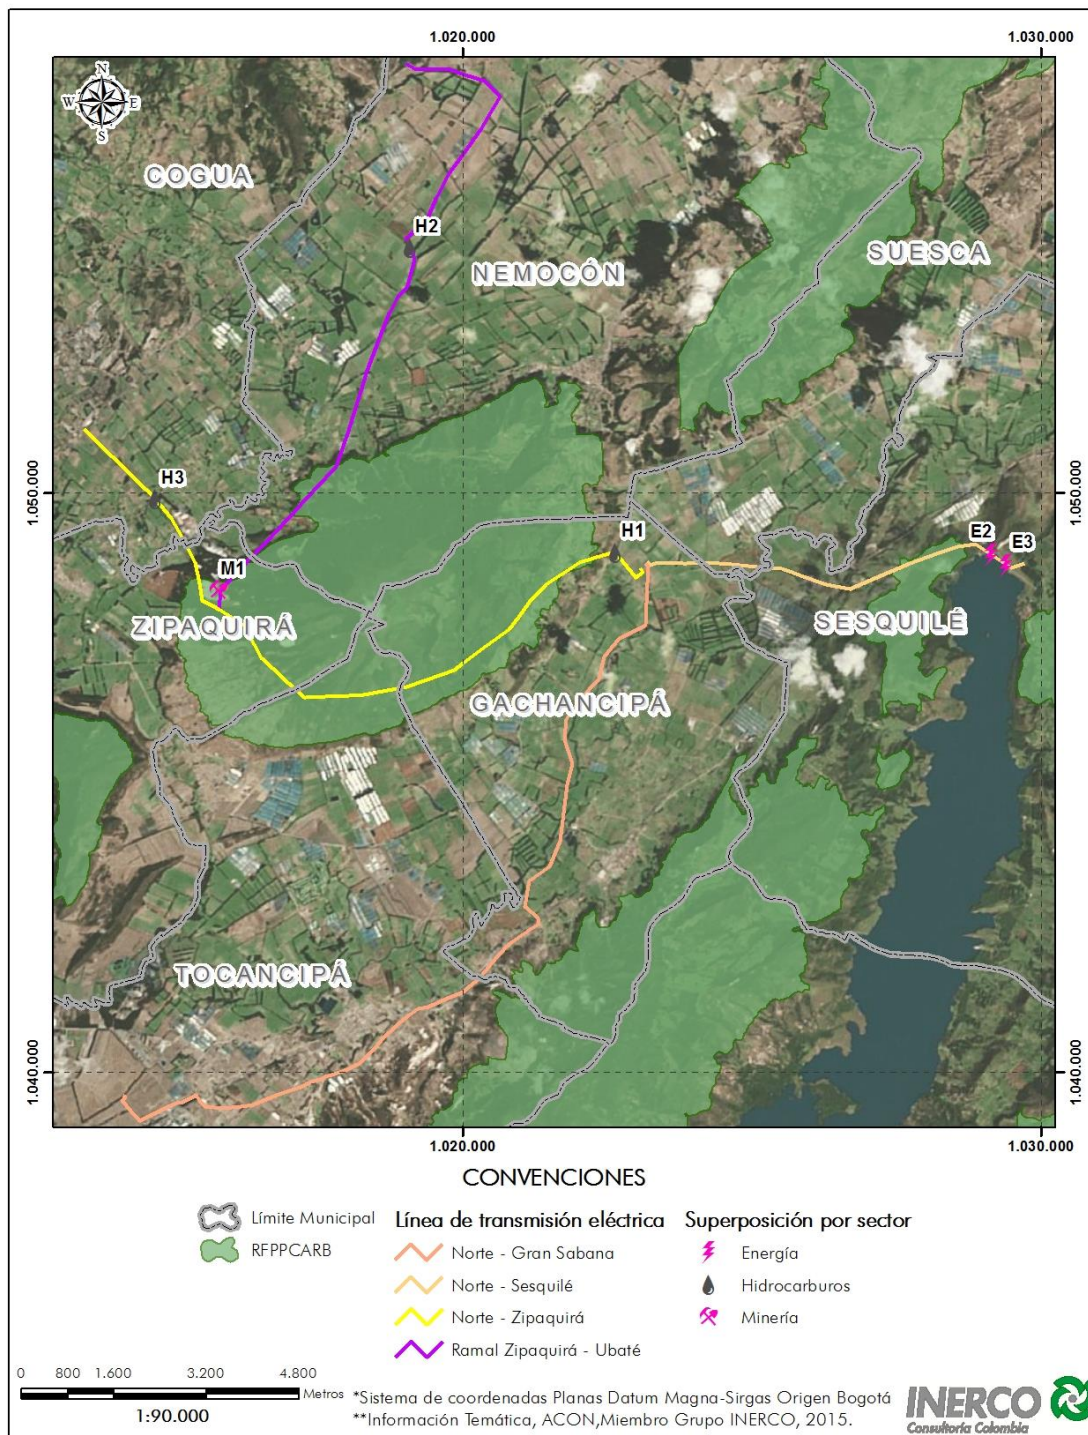 1.020.000
1.030.000
N
W E
S
COGUA
H2
NEMOCÓN
SUESCA
H3
1.050.000
1.050.000
H1
E2
E3
M1
ZIPAQUIRÁ
SESQUILÉ
GACHANCIPÁ
TOCANCIPÁ
1.040.000
1.040.000
1.020.000
1.030.000
CONVENCIONES
Límite Municipal
RFPPCARB
Línea de transmisión eléctrica
Norte - Gran Sabana
Norte - Sesquilé
Norte - Zipaquirá
Ramal Zipaquirá - Ubaté
Superposición por sector
Energía
Hidrocarburos
Minería
0 800 1.600 3.200 4.800
Metros
1:90.000
*Sistema de coordenadas Planas Datum Magna-Sirgas Origen Bogotá
**Información Temática, ACON,Miembro Grupo INERCO, 2015.
INERCO
Consultoría Colombia